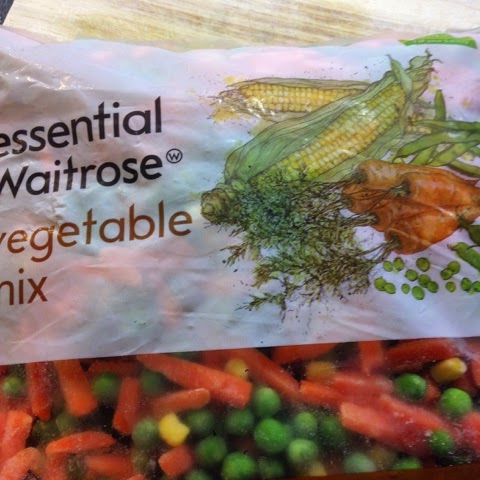 essential
Waitrose Ⓦ
vegetable
mix